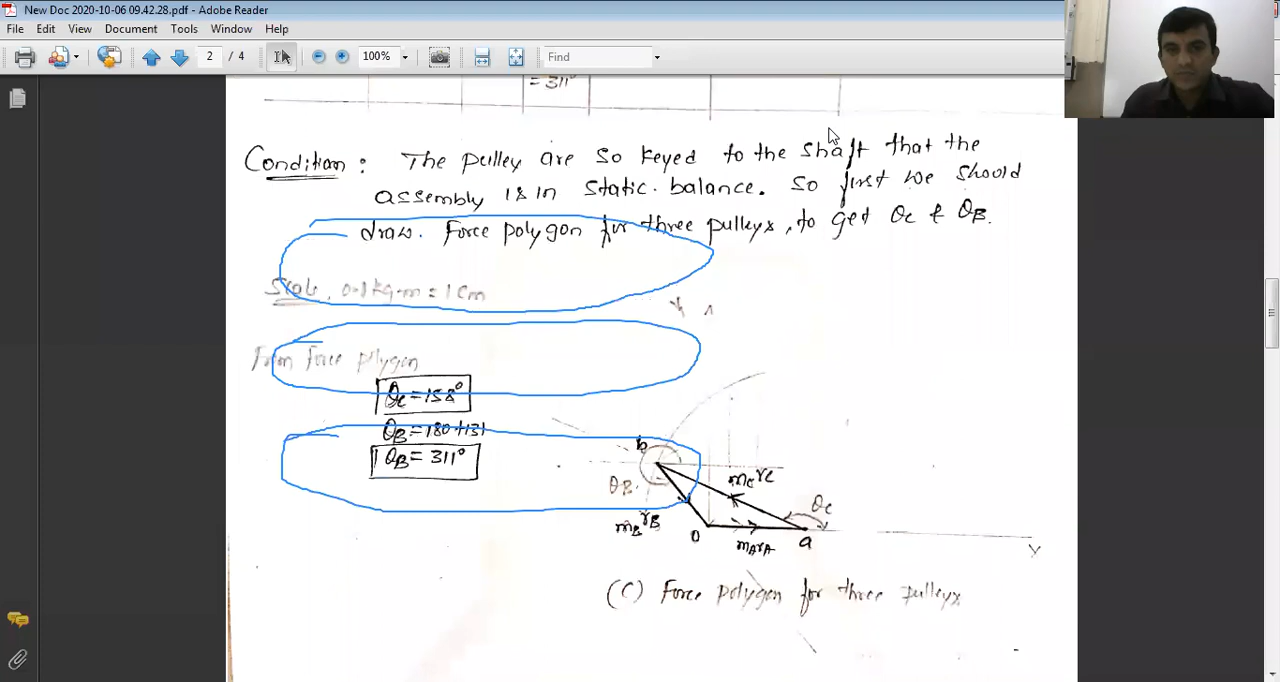 New Doc 2020-10-06 09.42.28.pdf - Adobe Reader
File Edit View Document Tools Window Help
2 / 4 100% Find
= 311°
Condition: The pulley are so keyed to the shaft that the
assembly is in static balance. so first we should
draw. Force polygon for three pulleys, to get θc & θB.
Scale, 0.1 kg-m = 1 cm
From Force polygon
θc = 158°
θB = 180+131
θB = 311°
b
mcrc
θB
θc
mBrB
o
mArA
a
Y
(C) Force polygon for three pulleys